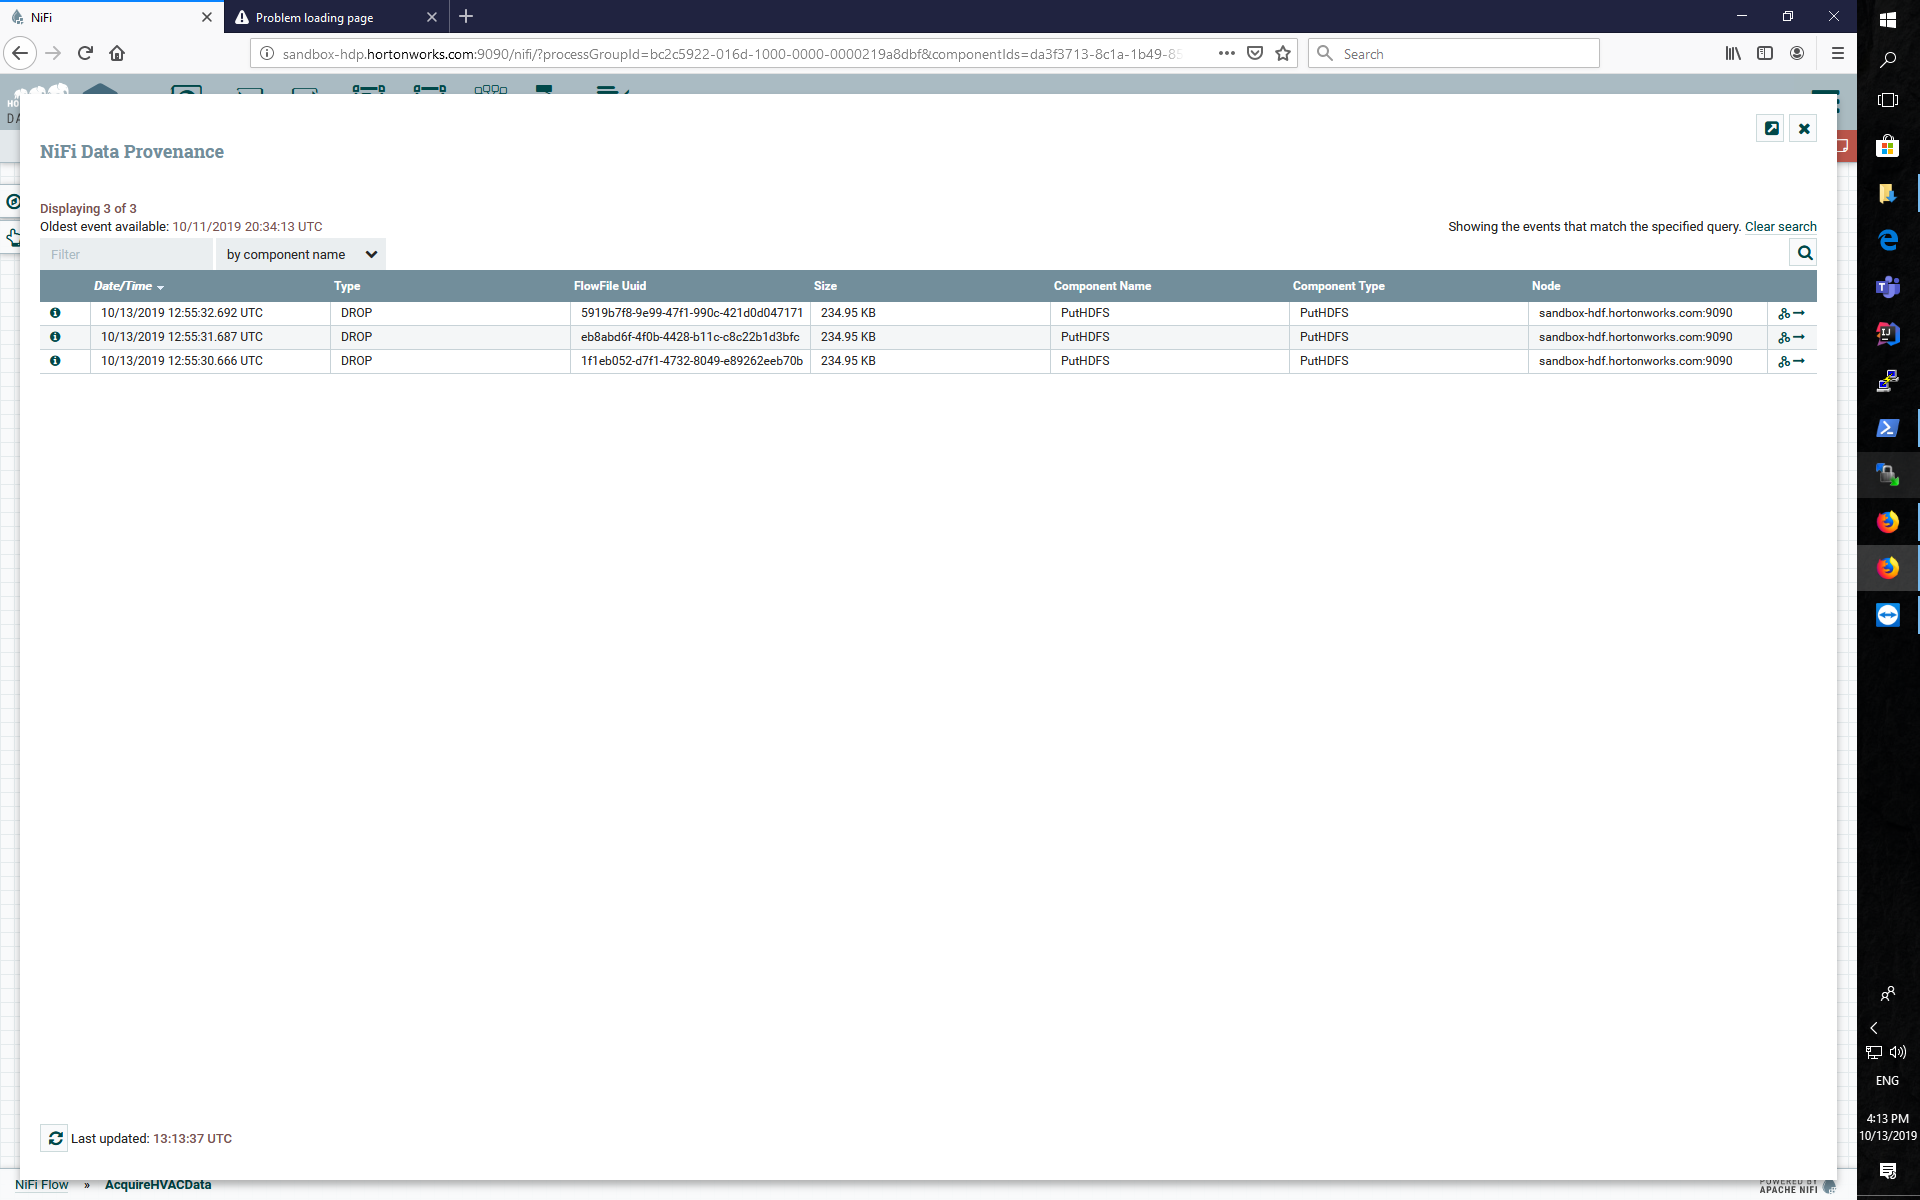 NiFi
Problem loading page
sandbox-hdp.hortonworks.com:9090/nifi/?processGroupId=bc2c5922-016d-1000-0000-0000219a8dbf&componentIds=da3f3713-8c1a-1b49-85
Search
NiFi Data Provenance
Displaying 3 of 3
Oldest event available: 10/11/2019 20:34:13 UTC
Showing the events that match the specified query. Clear search
Filter
by component name
Date/Time Type FlowFile Uuid Size Component Name Component Type Node
10/13/2019 12:55:32.692 UTC DROP 5919b7f8-9e99-47f1-990c-421d0d047171 234.95 KB PutHDFS PutHDFS sandbox-hdf.hortonworks.com:9090
10/13/2019 12:55:31.687 UTC DROP eb8abd6f-4f0b-4428-b11c-c8c22b1d3bfc 234.95 KB PutHDFS PutHDFS sandbox-hdf.hortonworks.com:9090
10/13/2019 12:55:30.666 UTC DROP 1f1eb052-d7f1-4732-8049-e89262eeb70b 234.95 KB PutHDFS PutHDFS sandbox-hdf.hortonworks.com:9090
Last updated: 13:13:37 UTC
NiFi Flow » AcquireHVACData
POWERED BY
APACHE NIFI
ENG
4:13 PM
10/13/2019